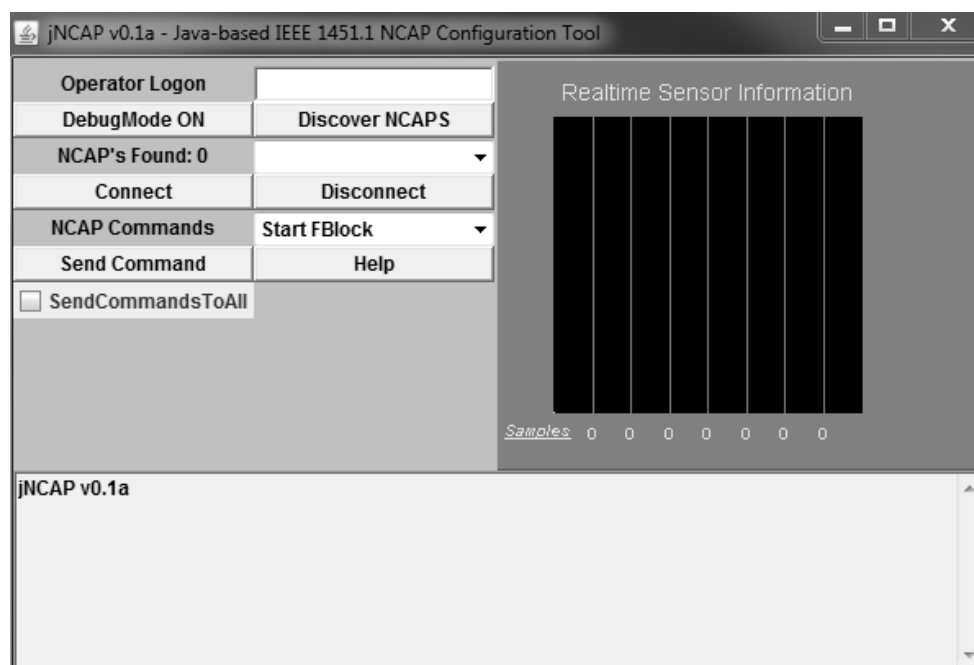 jNCAP v0.1a - Java-based IEEE 1451.1 NCAP Configuration Tool
Operator Logon
DebugMode ON Discover NCAPS
NCAP's Found: 0
Connect Disconnect
NCAP Commands Start FBlock
Send Command Help
SendCommandsToAll
Realtime Sensor Information
Samples 0 0 0 0 0 0 0
jNCAP v0.1a